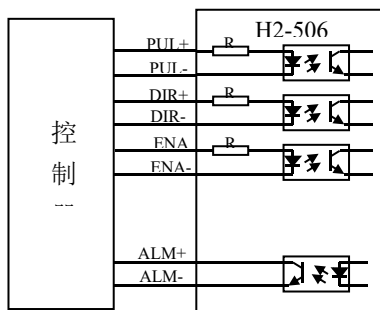 H2-506
PUL+
R
PUL-
DIR+
R
DIR-
ENA
R
ENA-
控
制
ALM+
ALM-